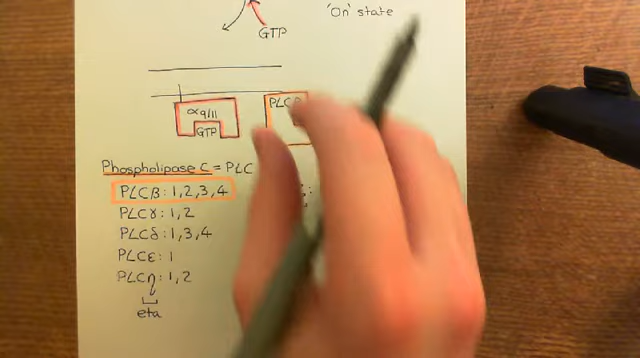 'On' state
GTP
αq/11
GTP
PLCβ
Phospholipase C = PLC
PLCβ: 1, 2, 3, 4
PLCγ: 1, 2
PLCδ: 1, 3, 4
PLCε: 1
PLCη: 1, 2
eta